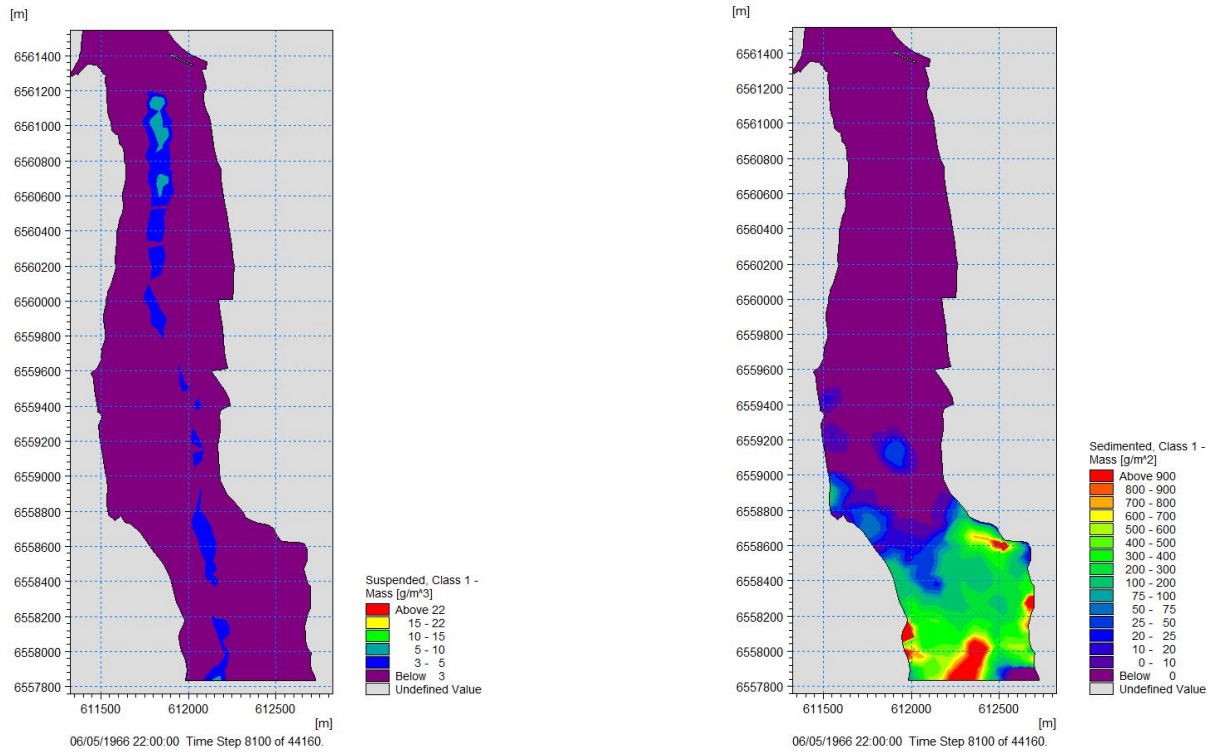 [m]
6561400
6561200
6561000
6560800
6560600
6560400
6560200
6560000
6559800
6559600
6559400
6559200
6559000
6558800
6558600
6558400
6558200
6558000
6557800
611500
612000
612500
[m]
06/05/1966 22:00:00 Time Step 8100 of 44160.
Suspended, Class 1 -
Mass [g/m^3]
Above 22
15 - 22
10 - 15
5 - 10
3 - 5
Below 3
Undefined Value
[m]
6561400
6561200
6561000
6560800
6560600
6560400
6560200
6560000
6559800
6559600
6559400
6559200
6559000
6558800
6558600
6558400
6558200
6558000
6557800
611500
612000
612500
[m]
06/05/1966 22:00:00 Time Step 8100 of 44160.
Sedimented, Class 1 -
Mass [g/m^2]
Above 900
800 - 900
700 - 800
600 - 700
500 - 600
400 - 500
300 - 400
200 - 300
100 - 200
75 - 100
50 - 75
25 - 50
20 - 25
10 - 20
0 - 10
Below 0
Undefined Value